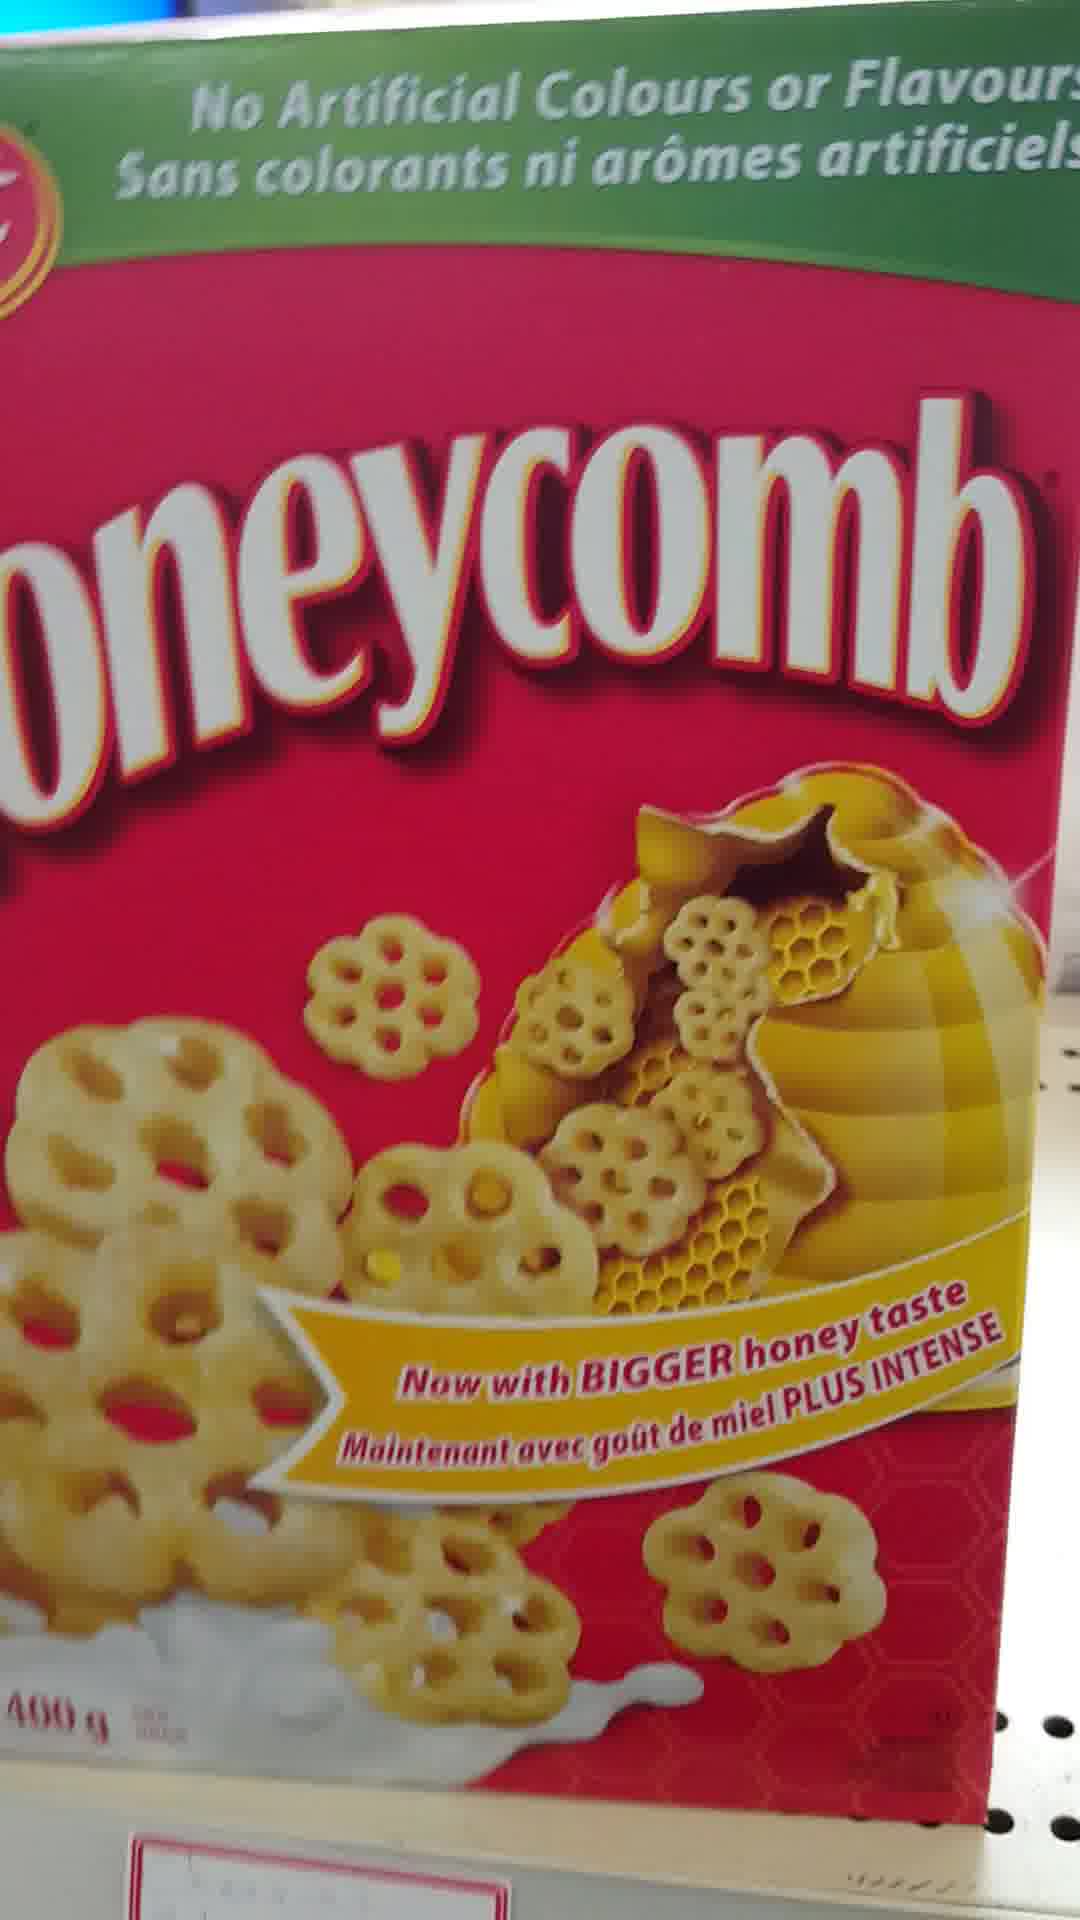 No Artificial Colours or Flavours
Sans colorants ni arômes artificiels
oneycomb
Now with BIGGER honey taste
Maintenant avec goût de miel PLUS INTENSE
400 g